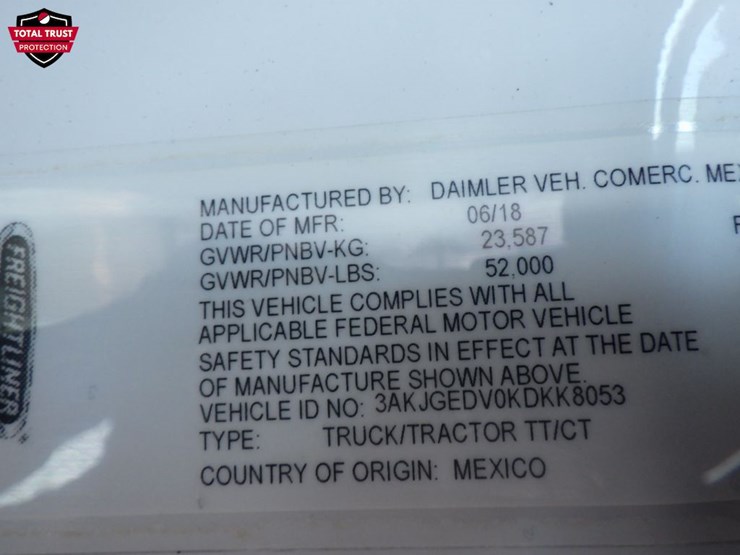 TOTAL TRUST
PROTECTION
MANUFACTURED BY: DAIMLER VEH. COMERC.
DATE OF MFR: 06/18
GVWR/PNBV-KG: 23,587
GVWR/PNBV-LBS: 52,000
THIS VEHICLE COMPLIES WITH ALL
APPLICABLE FEDERAL MOTOR VEHICLE
SAFETY STANDARDS IN EFFECT AT THE DATE
OF MANUFACTURE SHOWN ABOVE.
VEHICLE ID NO: 3AKJGEDV0KDKK8053
TYPE: TRUCK/TRACTOR TT/CT
COUNTRY OF ORIGIN: MEXICO
FREIGHTLINER